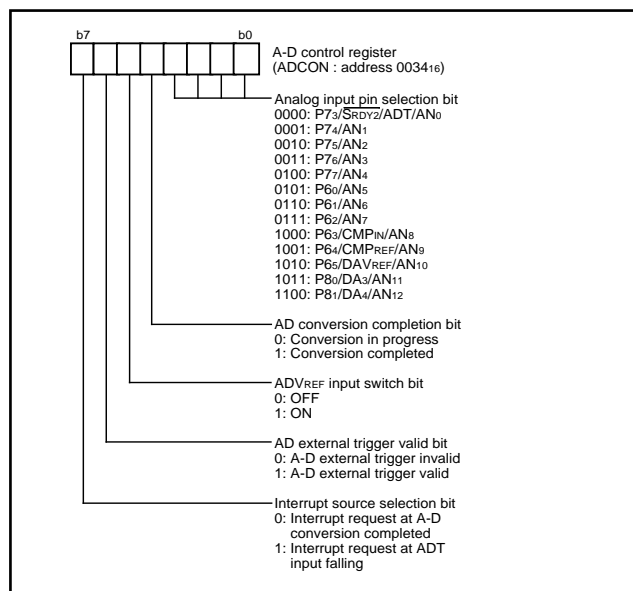 b7 b0
A-D control register
(ADCON : address 0034₁₆)
Analog input pin selection bit
0000: P7₃/S̅R̅D̅Y̅2̅/ADT/AN₀
0001: P7₄/AN₁
0010: P7₅/AN₂
0011: P7₆/AN₃
0100: P7₇/AN₄
0101: P6₀/AN₅
0110: P6₁/AN₆
0111: P6₂/AN₇
1000: P6₃/CMPIN/AN₈
1001: P6₄/CMPREF/AN₉
1010: P6₅/DAVREF/AN₁₀
1011: P8₀/DA₃/AN₁₁
1100: P8₁/DA₄/AN₁₂
AD conversion completion bit
0: Conversion in progress
1: Conversion completed
ADVREF input switch bit
0: OFF
1: ON
AD external trigger valid bit
0: A-D external trigger invalid
1: A-D external trigger valid
Interrupt source selection bit
0: Interrupt request at A-D
conversion completed
1: Interrupt request at ADT
input falling